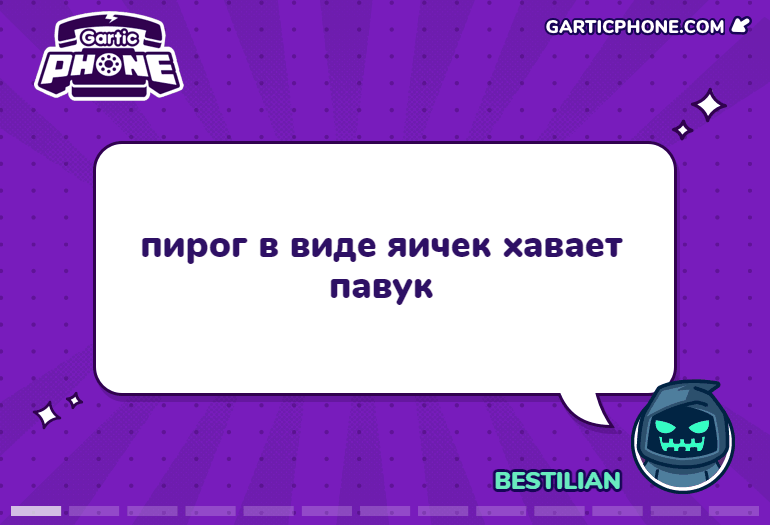 Gartic
PHONE
GARTICPHONE.COM
пирог в виде яичек хавает
павук
BESTILIAN